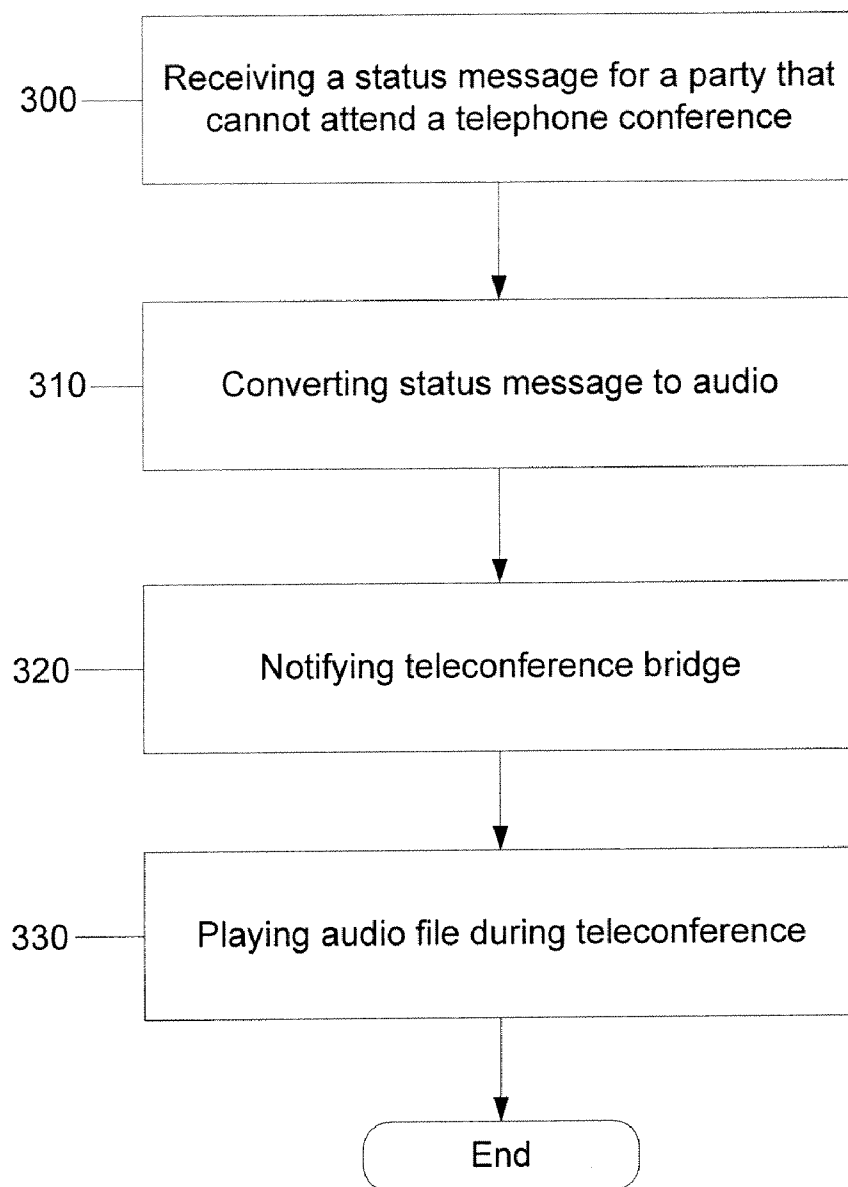 300
Receiving a status message for a party that
cannot attend a telephone conference
310
Converting status message to audio
320
Notifying teleconference bridge
330
Playing audio file during teleconference
End